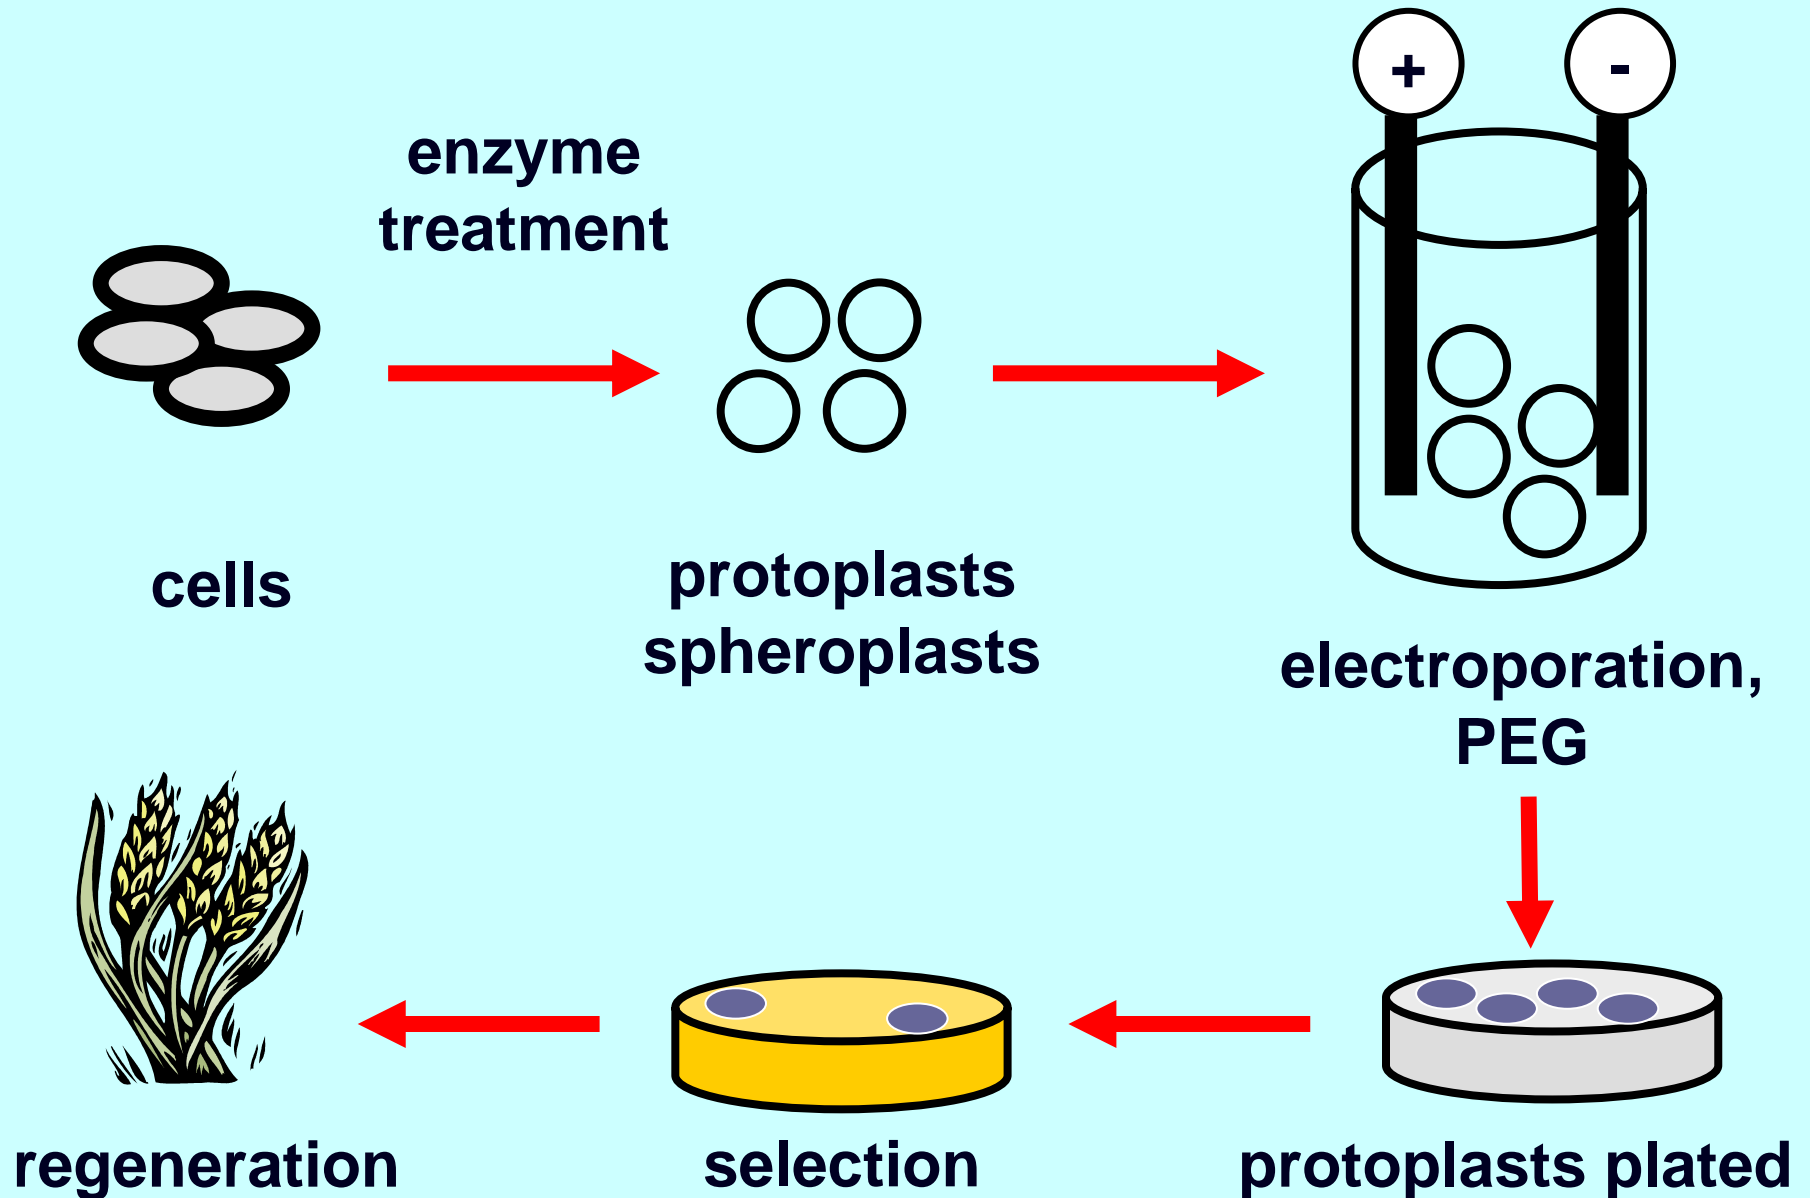 +
-
enzyme
treatment
cells
protoplasts
spheroplasts
electroporation,
PEG
regeneration
selection
protoplasts plated